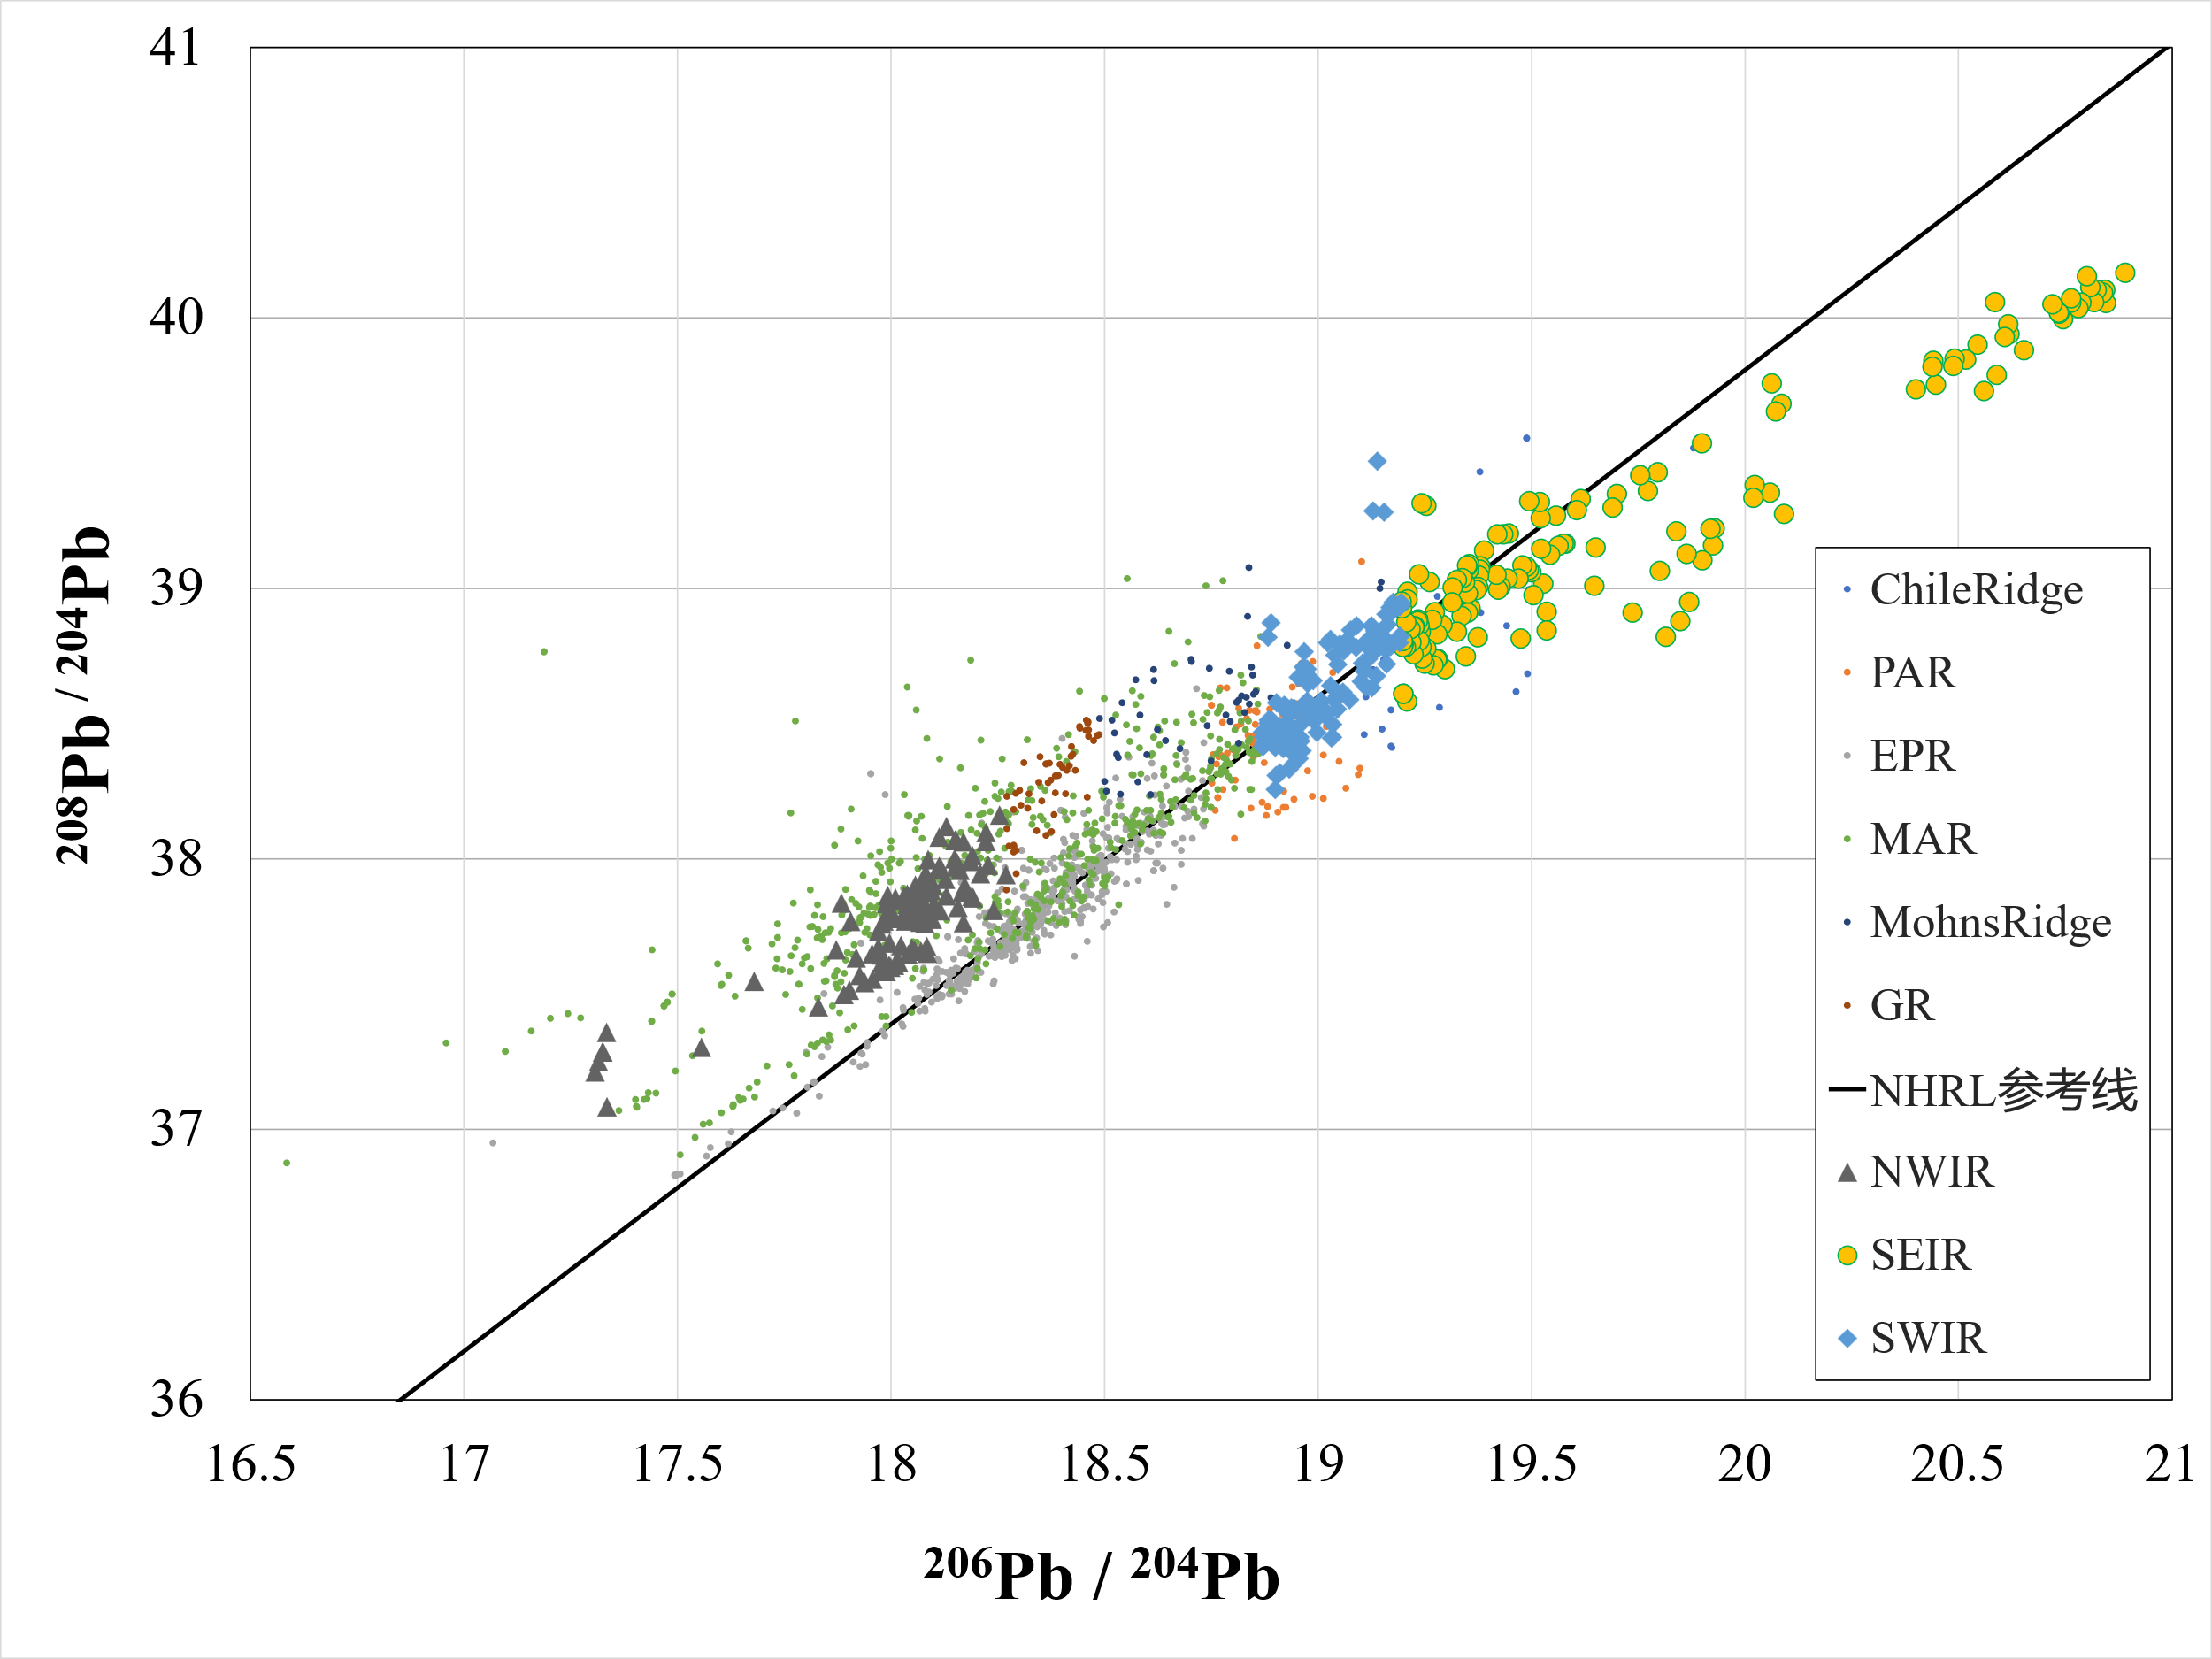 41
40
39
38
37
36
²⁰⁸Pb / ²⁰⁴Pb
16.5 17 17.5 18 18.5 19 19.5 20 20.5 21
²⁰⁶Pb / ²⁰⁴Pb
ChileRidge
PAR
EPR
MAR
MohnsRidge
GR
NHRL参考线
NWIR
SEIR
SWIR